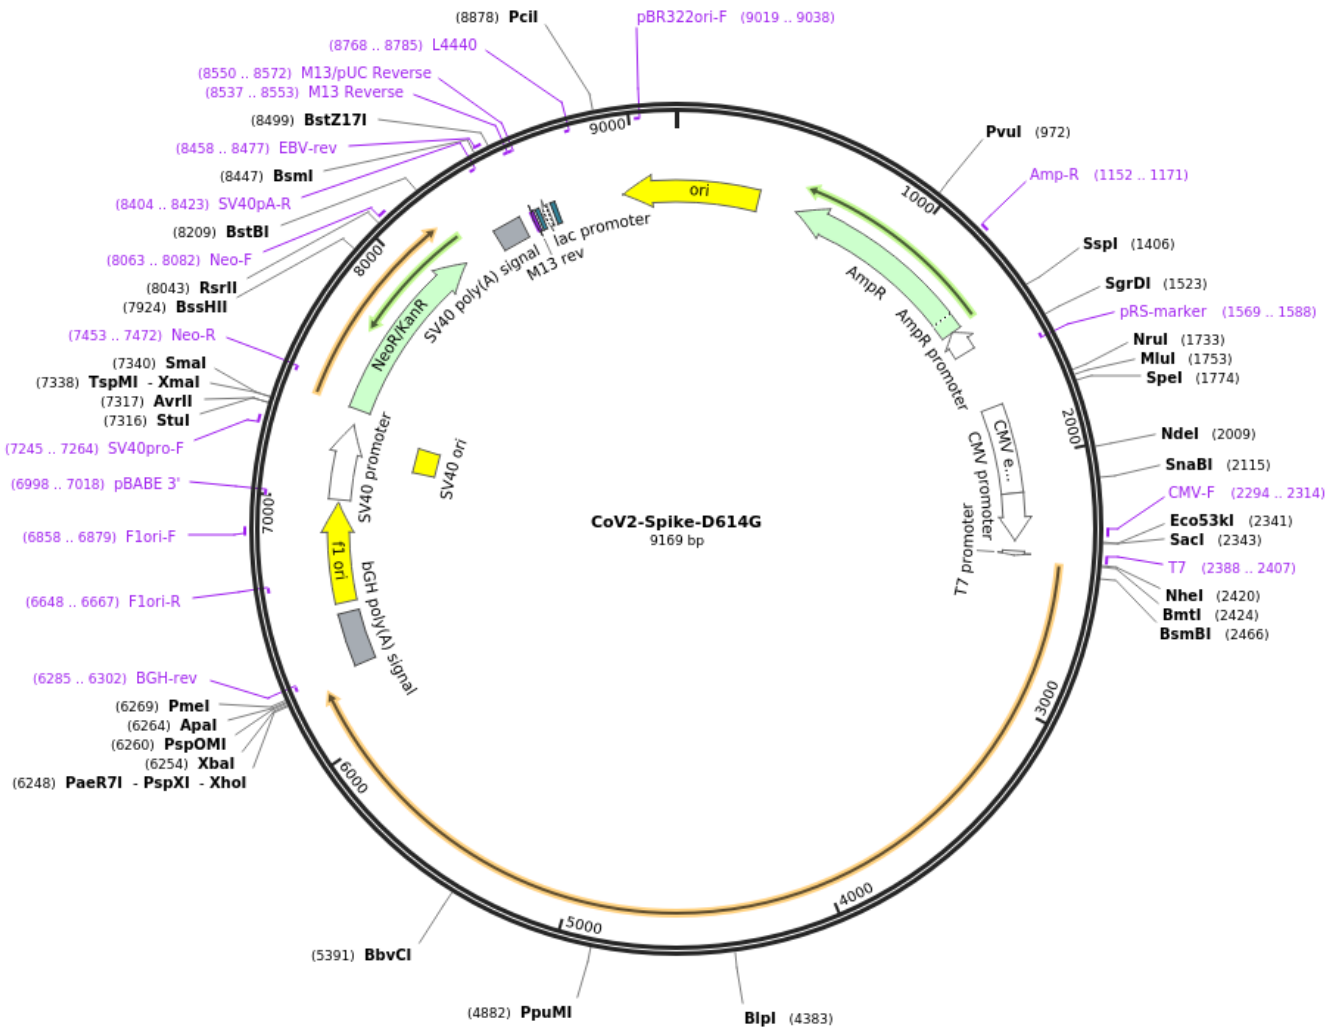 (8878) PciI
pBR322ori-F (9019 .. 9038)
(8768 .. 8785) L4440
(8550 .. 8572) M13/pUC Reverse
(8537 .. 8553) M13 Reverse
(8499) BstZ17I
(8458 .. 8477) EBV-rev
(8447) BsmI
(8404 .. 8423) SV40pA-R
(8209) BstBI
(8063 .. 8082) Neo-F
(8043) RsrII
(7924) BssHII
(7453 .. 7472) Neo-R
(7340) SmaI
(7338) TspMI - XmaI
(7317) AvrII
(7316) StuI
(7245 .. 7264) SV40pro-F
(6998 .. 7018) pBABE 3'
(6858 .. 6879) F1ori-F
(6648 .. 6667) F1ori-R
(6285 .. 6302) BGH-rev
(6269) PmeI
(6264) ApaI
(6260) PspOMI
(6254) XbaI
(6248) PaeR7I - PspXI - XhoI
(5391) BbvCI
(4882) PpuMI
BlpI (4383)
PvuI (972)
Amp-R (1152 .. 1171)
SspI (1406)
SgrDI (1523)
pRS-marker (1569 .. 1588)
NruI (1733)
MluI (1753)
SpeI (1774)
NdeI (2009)
SnaBI (2115)
CMV-F (2294 .. 2314)
Eco53kI (2341)
SacI (2343)
T7 (2388 .. 2407)
NheI (2420)
BmtI (2424)
BsmBI (2466)
1000
2000
3000
4000
5000
6000
7000
8000
9000
ori
AmpR
AmpR promoter
CMV e...
CMV promoter
T7 promoter
lac promoter
M13 rev
SV40 poly(A) signal
NeoR/KanR
SV40 promoter
SV40 ori
f1 ori
bGH poly(A) signal
CoV2-Spike-D614G
9169 bp